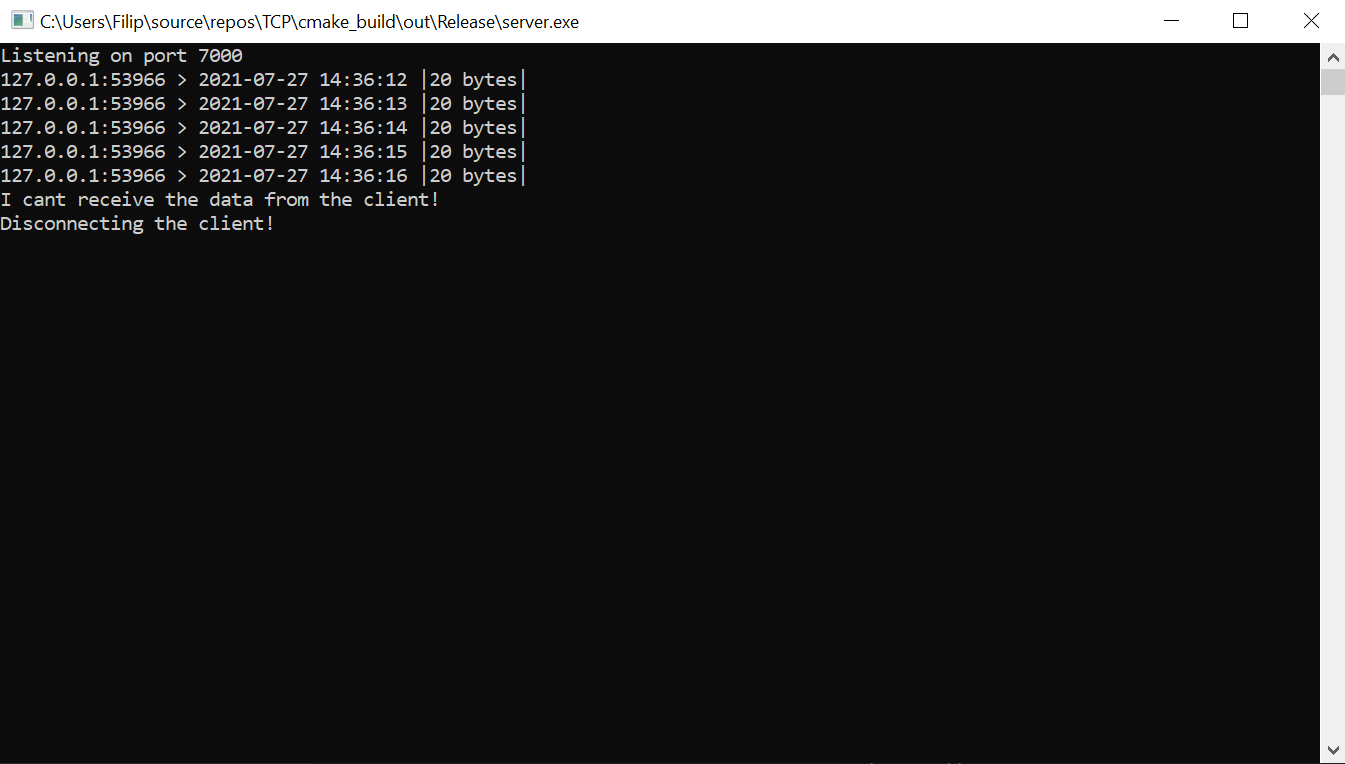 C:\Users\Filip\source\repos\TCP\cmake_build\out\Release\server.exe
Listening on port 7000
127.0.0.1:53966 > 2021-07-27 14:36:12 |20 bytes|
127.0.0.1:53966 > 2021-07-27 14:36:13 |20 bytes|
127.0.0.1:53966 > 2021-07-27 14:36:14 |20 bytes|
127.0.0.1:53966 > 2021-07-27 14:36:15 |20 bytes|
127.0.0.1:53966 > 2021-07-27 14:36:16 |20 bytes|
I cant receive the data from the client!
Disconnecting the client!